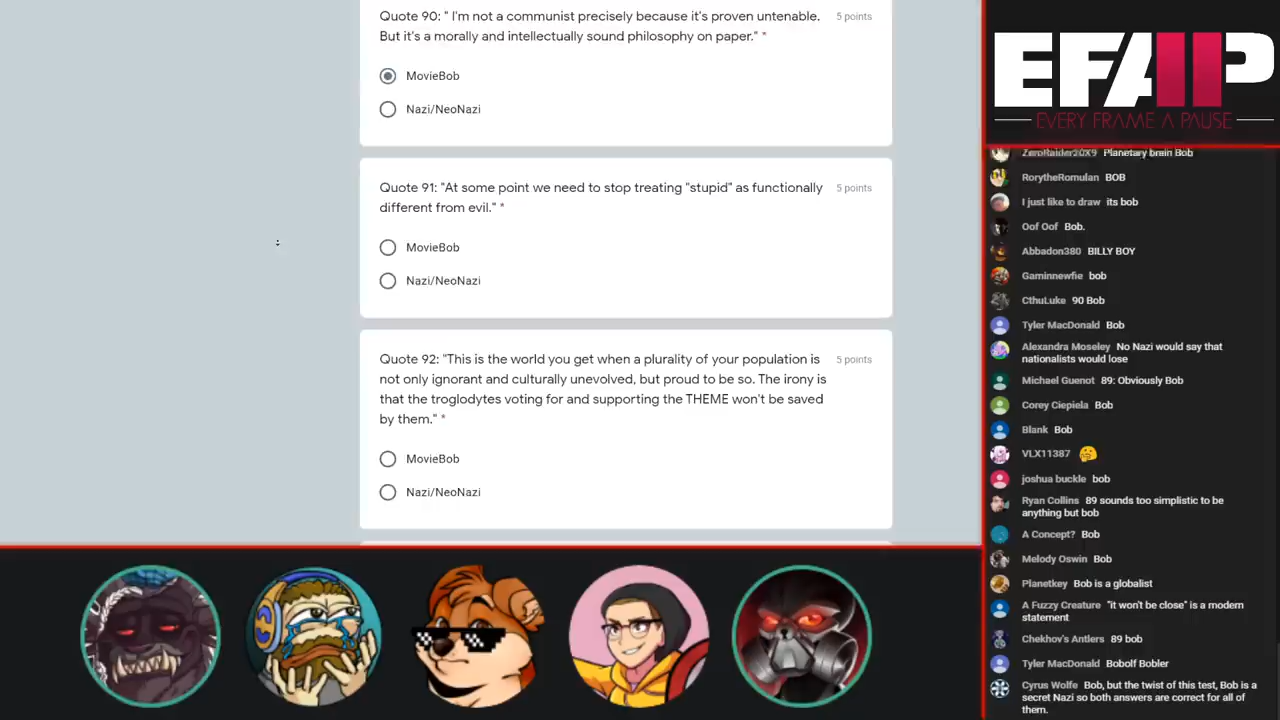 Quote 90: " I'm not a communist precisely because it's proven untenable.
But it's a morally and intellectually sound philosophy on paper." *
5 points
MovieBob
Nazi/NeoNazi
Quote 91: "At some point we need to stop treating "stupid" as functionally
different from evil." *
5 points
MovieBob
Nazi/NeoNazi
Quote 92: "This is the world you get when a plurality of your population is
not only ignorant and culturally unevolved, but proud to be so. The irony is
that the troglodytes voting for and supporting the THEME won't be saved
by them." *
5 points
MovieBob
Nazi/NeoNazi
EFAP
EVERY FRAME A PAUSE
ZeroRaider20X9 Planetary brein Bob
RorytheRomulan BOB
I just like to draw its bob
Oof Oof Bob.
Abbadon380 BILLY BOY
Gaminnewfie bob
CthuLuke 90 Bob
Tyler MacDonald Bob
Alexandra Moseley No Nazi would say that
nationalists would lose
Michael Guenot 89: Obviously Bob
Corey Ciepiela Bob
Blank Bob
VLX11387 🤗
joshua buckle bob
Ryan Collins 89 sounds too simplistic to be
anything but bob
A Concept? Bob
Melody Oswin Bob
Planetkey Bob is a globalist
A Fuzzy Creature "it won't be close" is a modern
statement
Chekhov's Antlers 89 bob
Tyler MacDonald Bobolf Bobler
Cyrus Wolfe Bob, but the twist of this test, Bob is a
secret Nazi so both answers are correct for all of
them.